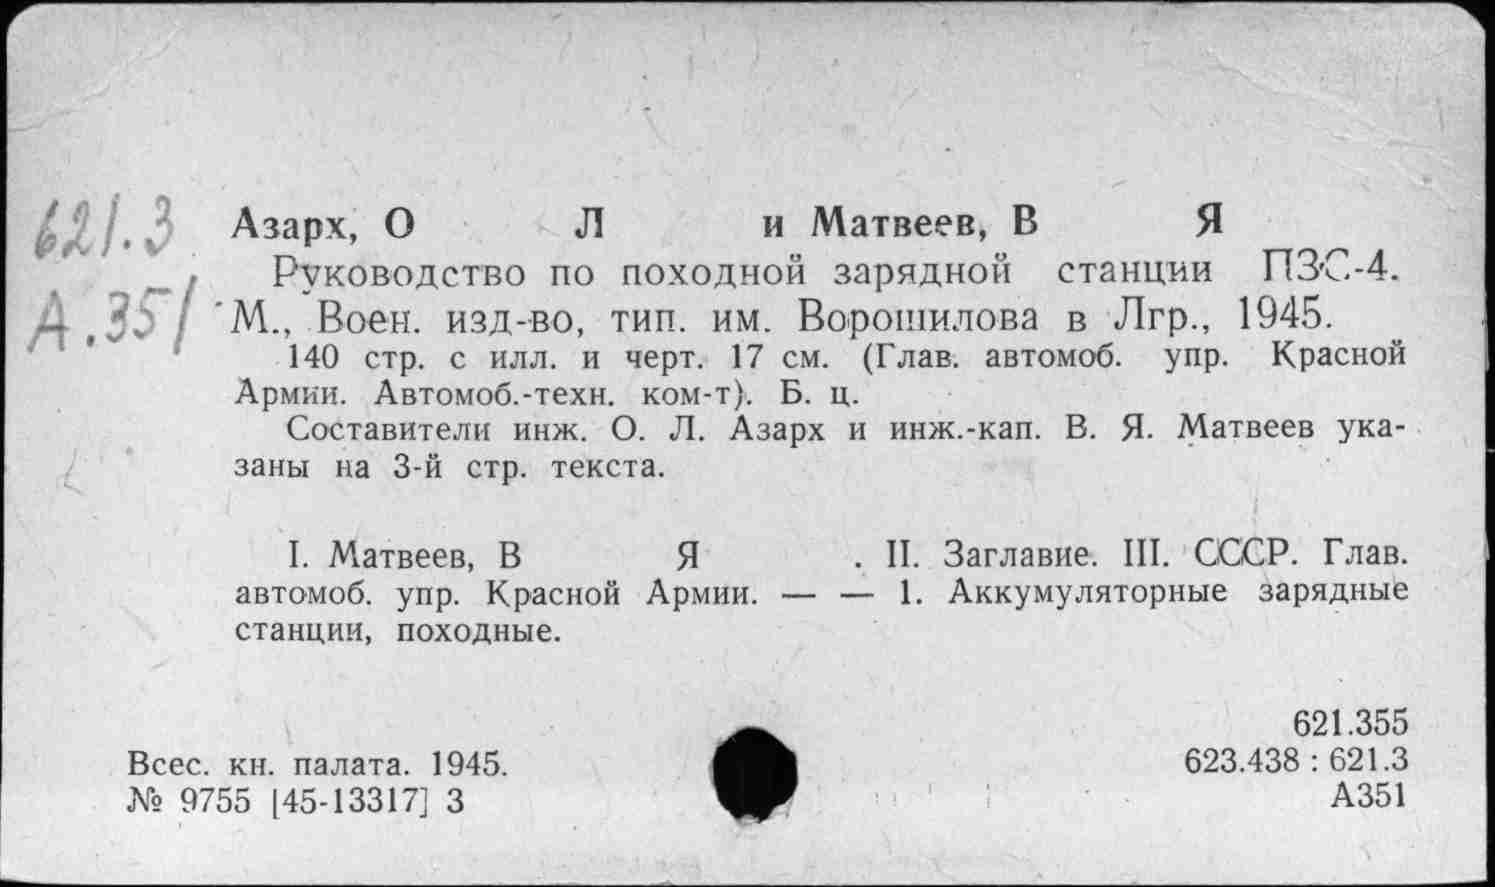 621.3
А.351
Азарх, О Л и Матвеев, В Я
Руководство по походной зарядной станции ПЗС-4.
М., Воен. изд-во, тип. им. Ворошилова в Лгр., 1945.
140 стр. с илл. и черт. 17 см. (Глав. автомоб. упр. Красной
Армии. Автомоб.-техн. ком-т). Б. ц.
Составители инж. О. Л. Азарх и инж.-кап. В. Я. Матвеев ука-
заны на 3-й стр. текста.
I. Матвеев, В Я . II. Заглавие. III. СССР. Глав.
автомоб. упр. Красной Армии. — — 1. Аккумуляторные зарядные
станции, походные.
621.355
Всес. кн. палата. 1945. 623.438 : 621.3
№ 9755 [45-13317] 3 А351